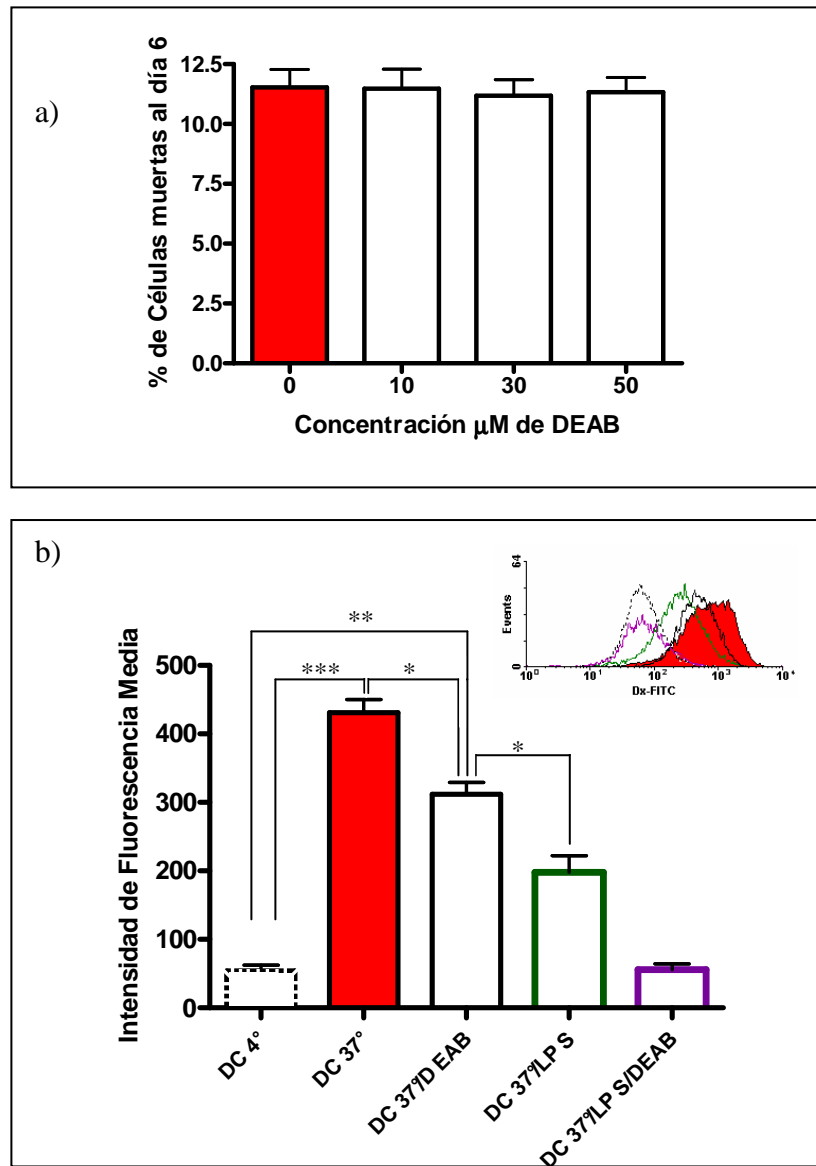 a)
% de Células muertas al día 6
12.5
10.0
7.5
5.0
2.5
0.0
0 10 30 50
Concentración µM de DEAB
b)
64
Events
0
10⁰ 10¹ 10² 10³ 10⁴
Dx-FITC
**
*** *
*
Intensidad de Fluorescencia Media
500
400
300
200
100
0
DC 4°
DC 37°
DC 37°/D EAB
DC 37°/LP S
DC 37°/LP S/DEAB